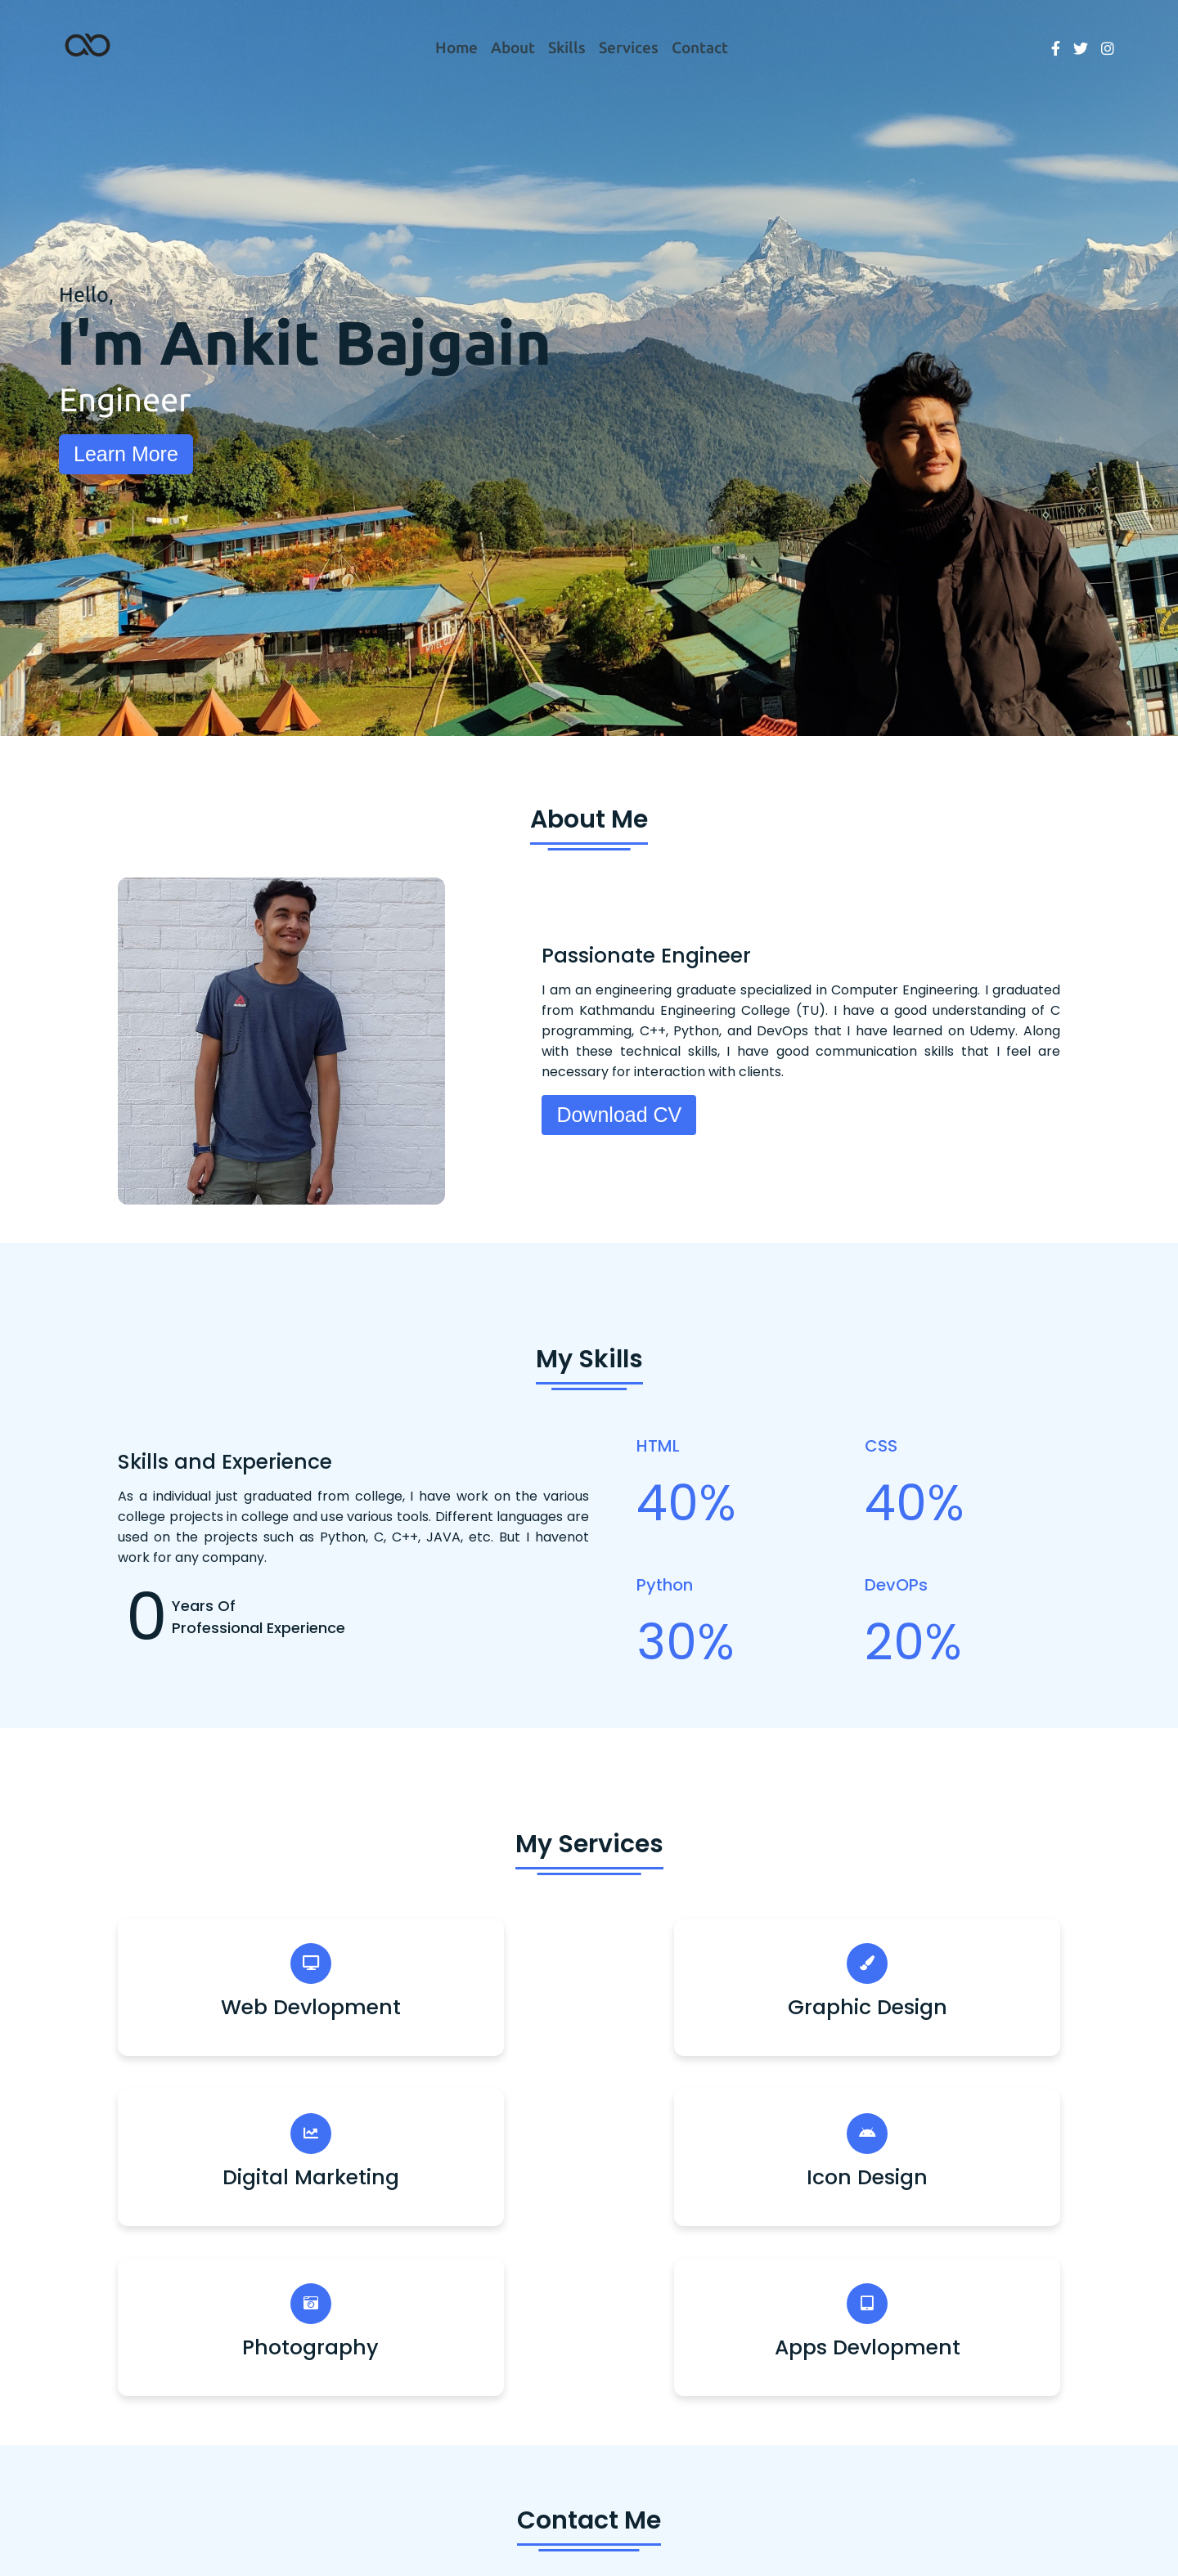 Home About Skills Services Contact
Hello,
I'm Ankit Bajgain
Engineer
Learn More
About Me
Passionate Engineer
I am an engineering graduate specialized in Computer Engineering. I graduated
from Kathmandu Engineering College (TU). I have a good understanding of C
programming, C++, Python, and DevOps that I have learned on Udemy. Along
with these technical skills, I have good communication skills that I feel are
necessary for interaction with clients.
Download CV
My Skills
Skills and Experience
As a individual just graduated from college, I have work on the various
college projects in college and use various tools. Different languages are
used on the projects such as Python, C, C++, JAVA, etc. But I havenot
work for any company.
0
Years Of
Professional Experience
HTML
CSS
40%
40%
Python
DevOPs
30%
20%
My Services
Web Devlopment
Graphic Design
Digital Marketing
Icon Design
Photography
Apps Devlopment
Contact Me